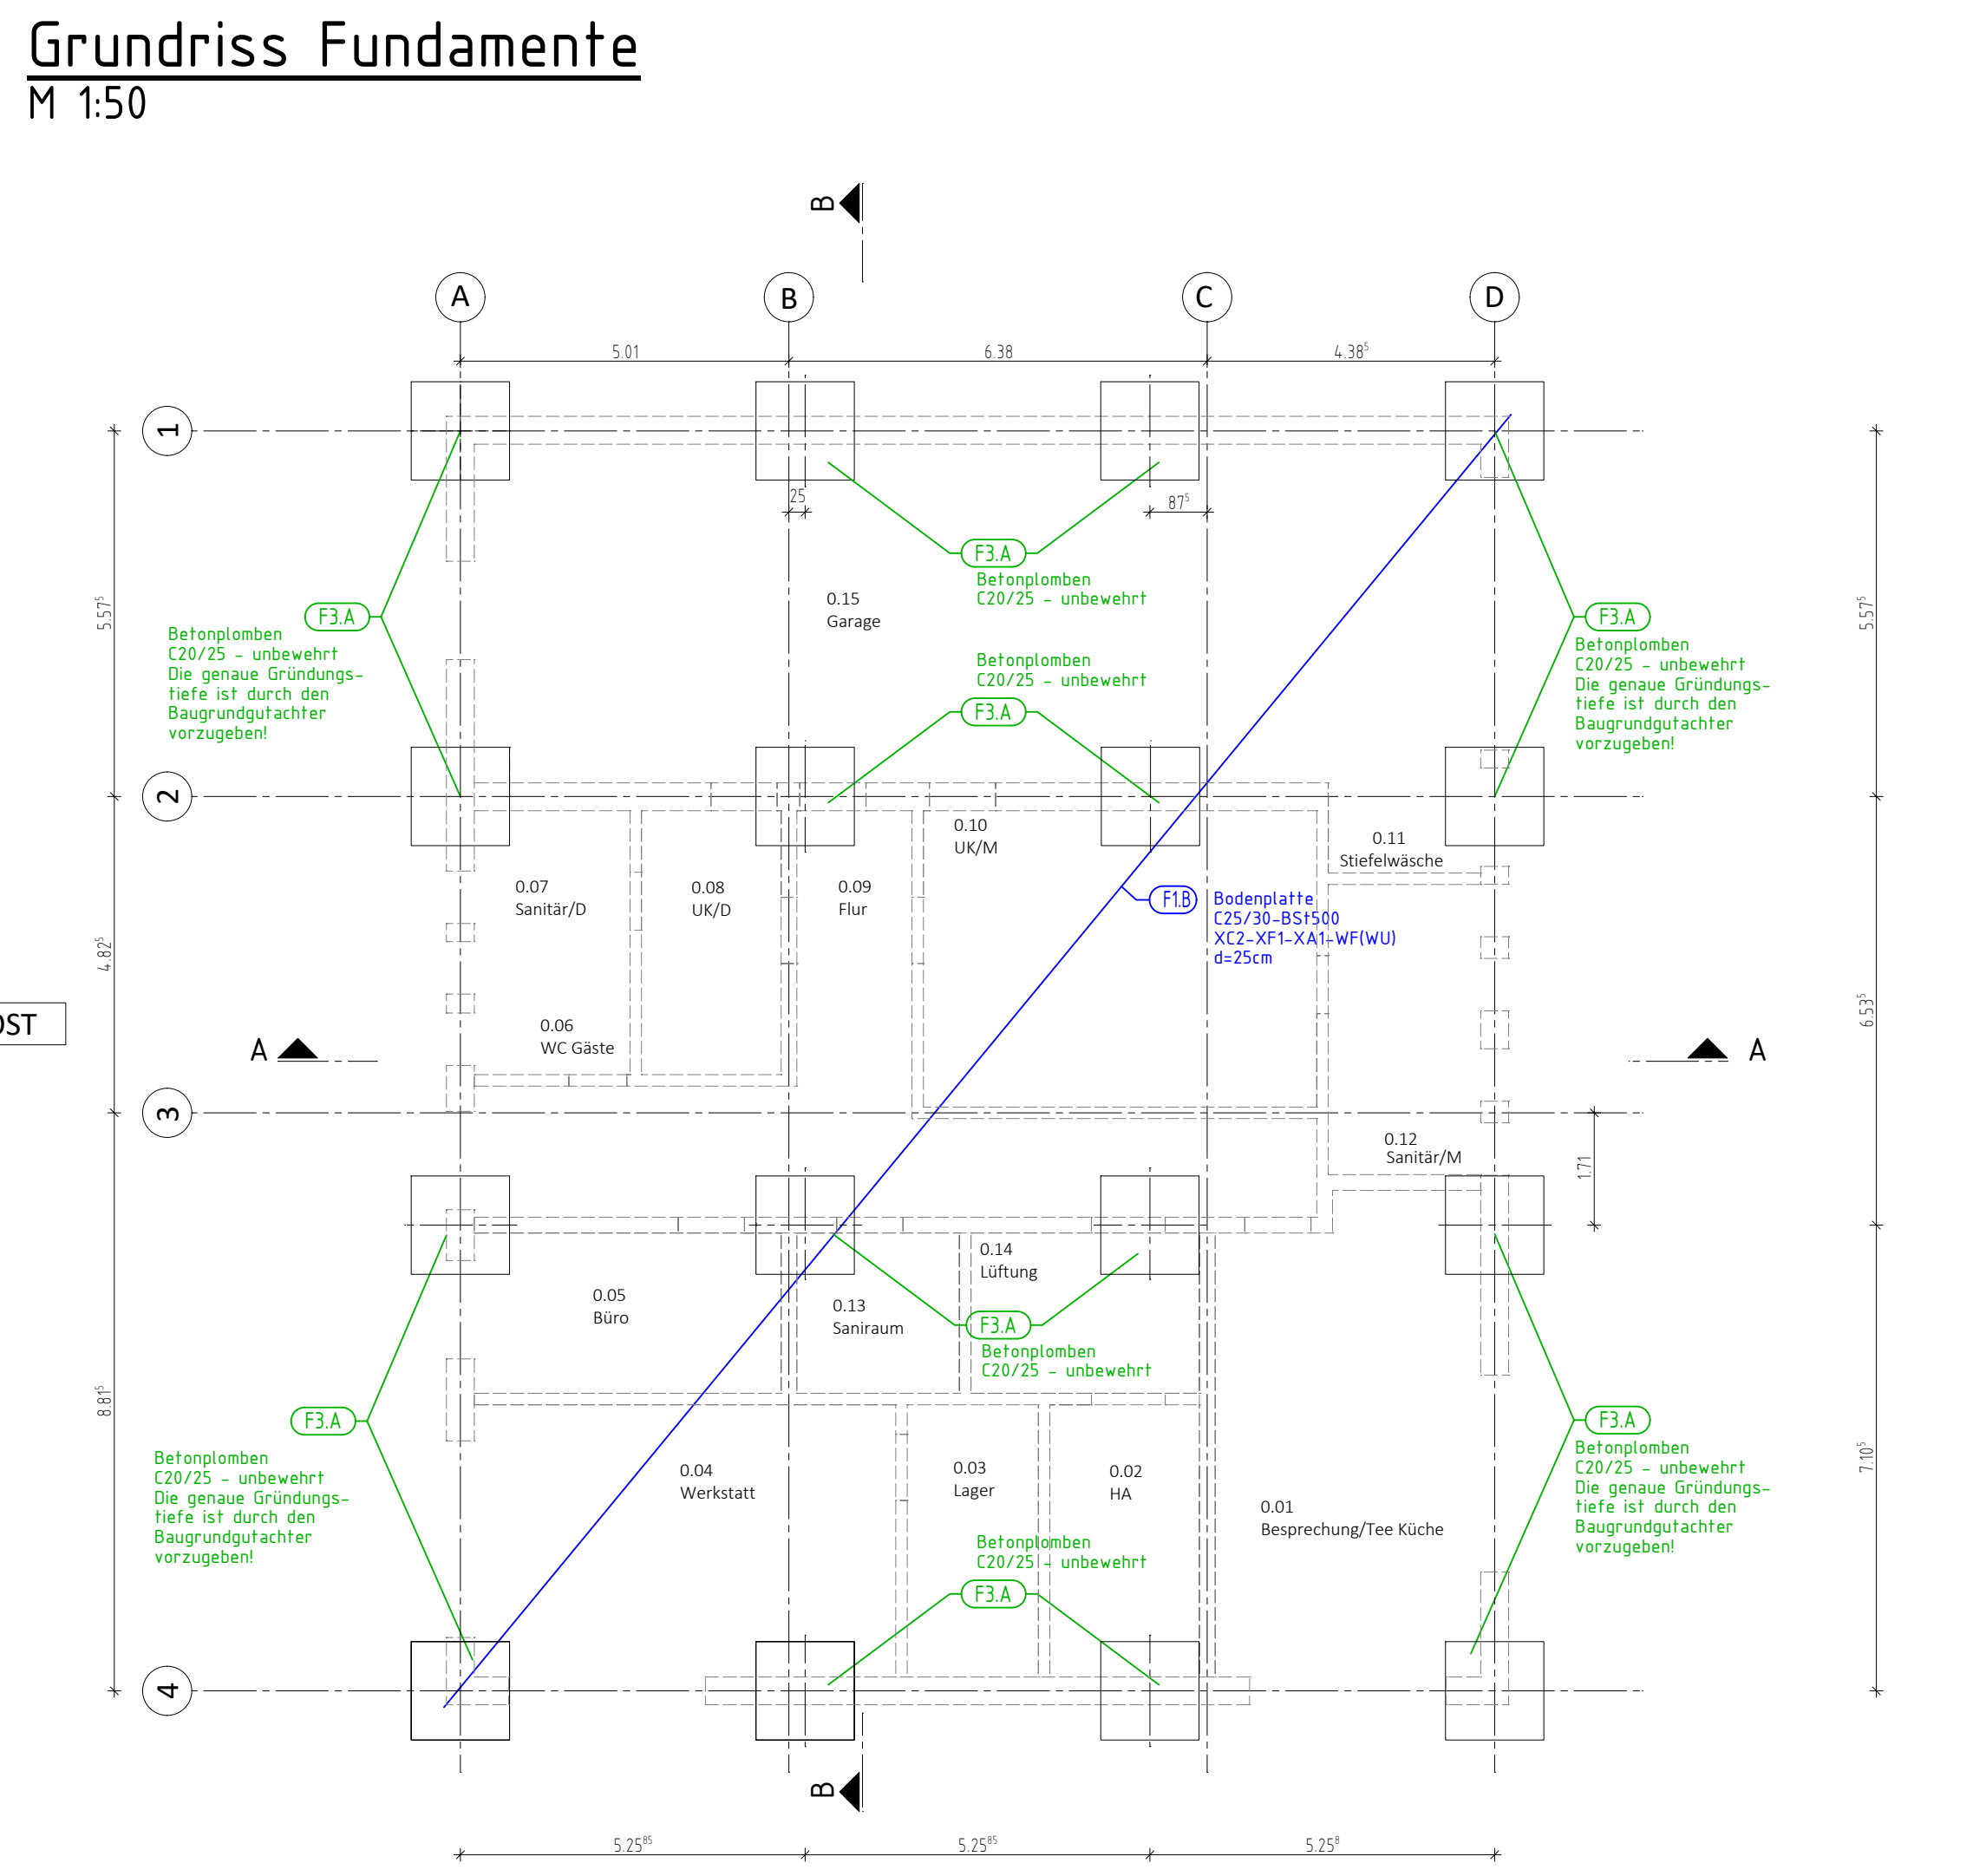 Grundriss Fundamente
M 1:50
B
A
B
C
D
5.01
6.38
4.38⁵
1
25
87⁵
F3.A
Betonplomben
C20/25 - unbewehrt
5.57⁵
F3.A
Betonplomben
C20/25 - unbewehrt
Die genaue Gründungs-
tiefe ist durch den
Baugrundgutachter
vorzugeben!
0.15
Garage
5.57⁵
F3.A
Betonplomben
C20/25 - unbewehrt
Die genaue Gründungs-
tiefe ist durch den
Baugrundgutachter
vorzugeben!
Betonplomben
C20/25 - unbewehrt
F3.A
2
0.10
UK/M
0.11
Stiefelwäsche
0.07
Sanitär/D
0.08
UK/D
0.09
Flur
F1.B
Bodenplatte
C25/30-BSt500
XC2-XF1-XA1-WF(WU)
d=25cm
4.82⁵
6.53⁵
OST
0.06
WC Gäste
A
A
3
0.12
Sanitär/M
1.71
0.14
Lüftung
0.05
Büro
0.13
Saniraum
F3.A
Betonplomben
C20/25 - unbewehrt
8.81⁵
F3.A
Betonplomben
C20/25 - unbewehrt
Die genaue Gründungs-
tiefe ist durch den
Baugrundgutachter
vorzugeben!
F3.A
Betonplomben
C20/25 - unbewehrt
Die genaue Gründungs-
tiefe ist durch den
Baugrundgutachter
vorzugeben!
7.10⁵
0.04
Werkstatt
0.03
Lager
0.02
HA
0.01
Besprechung/Tee Küche
Betonplomben
C20/25 - unbewehrt
F3.A
4
B
5.25⁸⁵
5.25⁸⁵
5.25⁸